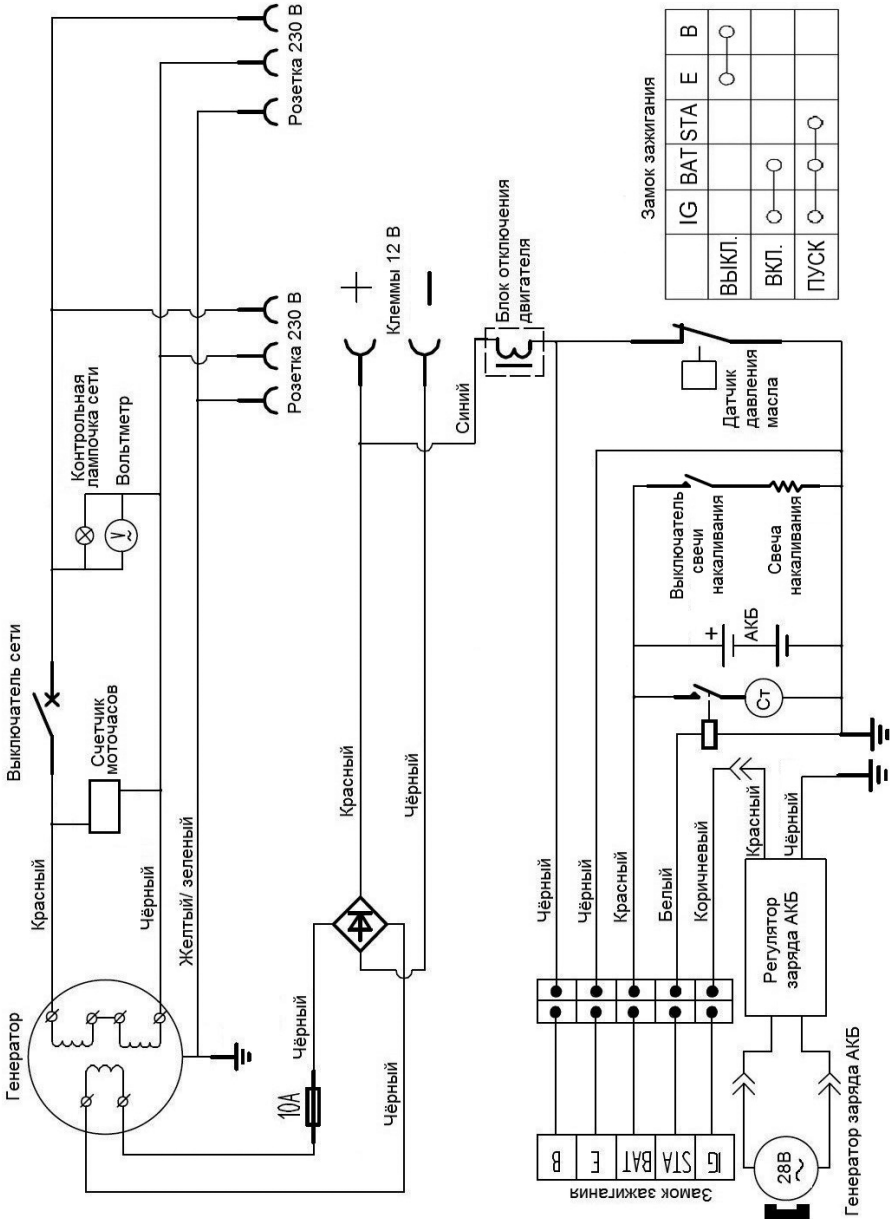 Генератор
Красный
Чёрный
Желтый/ зеленый
Выключатель сети
Счетчик
моточасов
Контрольная
лампочка сети
Вольтметр
V
~
Розетка 230 В
Розетка 230 В
10А
Чёрный
Чёрный
Красный
Чёрный
Клеммы 12 В
+
−
Синий
Блок отключения
двигателя
Замок зажигания
IG
BAT
STA
E
B
ВЫКЛ.
ВКЛ.
ПУСК
Замок зажигания
B
E
BAT
STA
IG
Чёрный
Чёрный
Красный
Белый
Коричневый
Красный
Чёрный
Регулятор
заряда АКБ
28В
~
Генератор заряда АКБ
Ст
+
АКБ
Выключатель
свечи
накаливания
Свеча
накаливания
Датчик
давления
масла